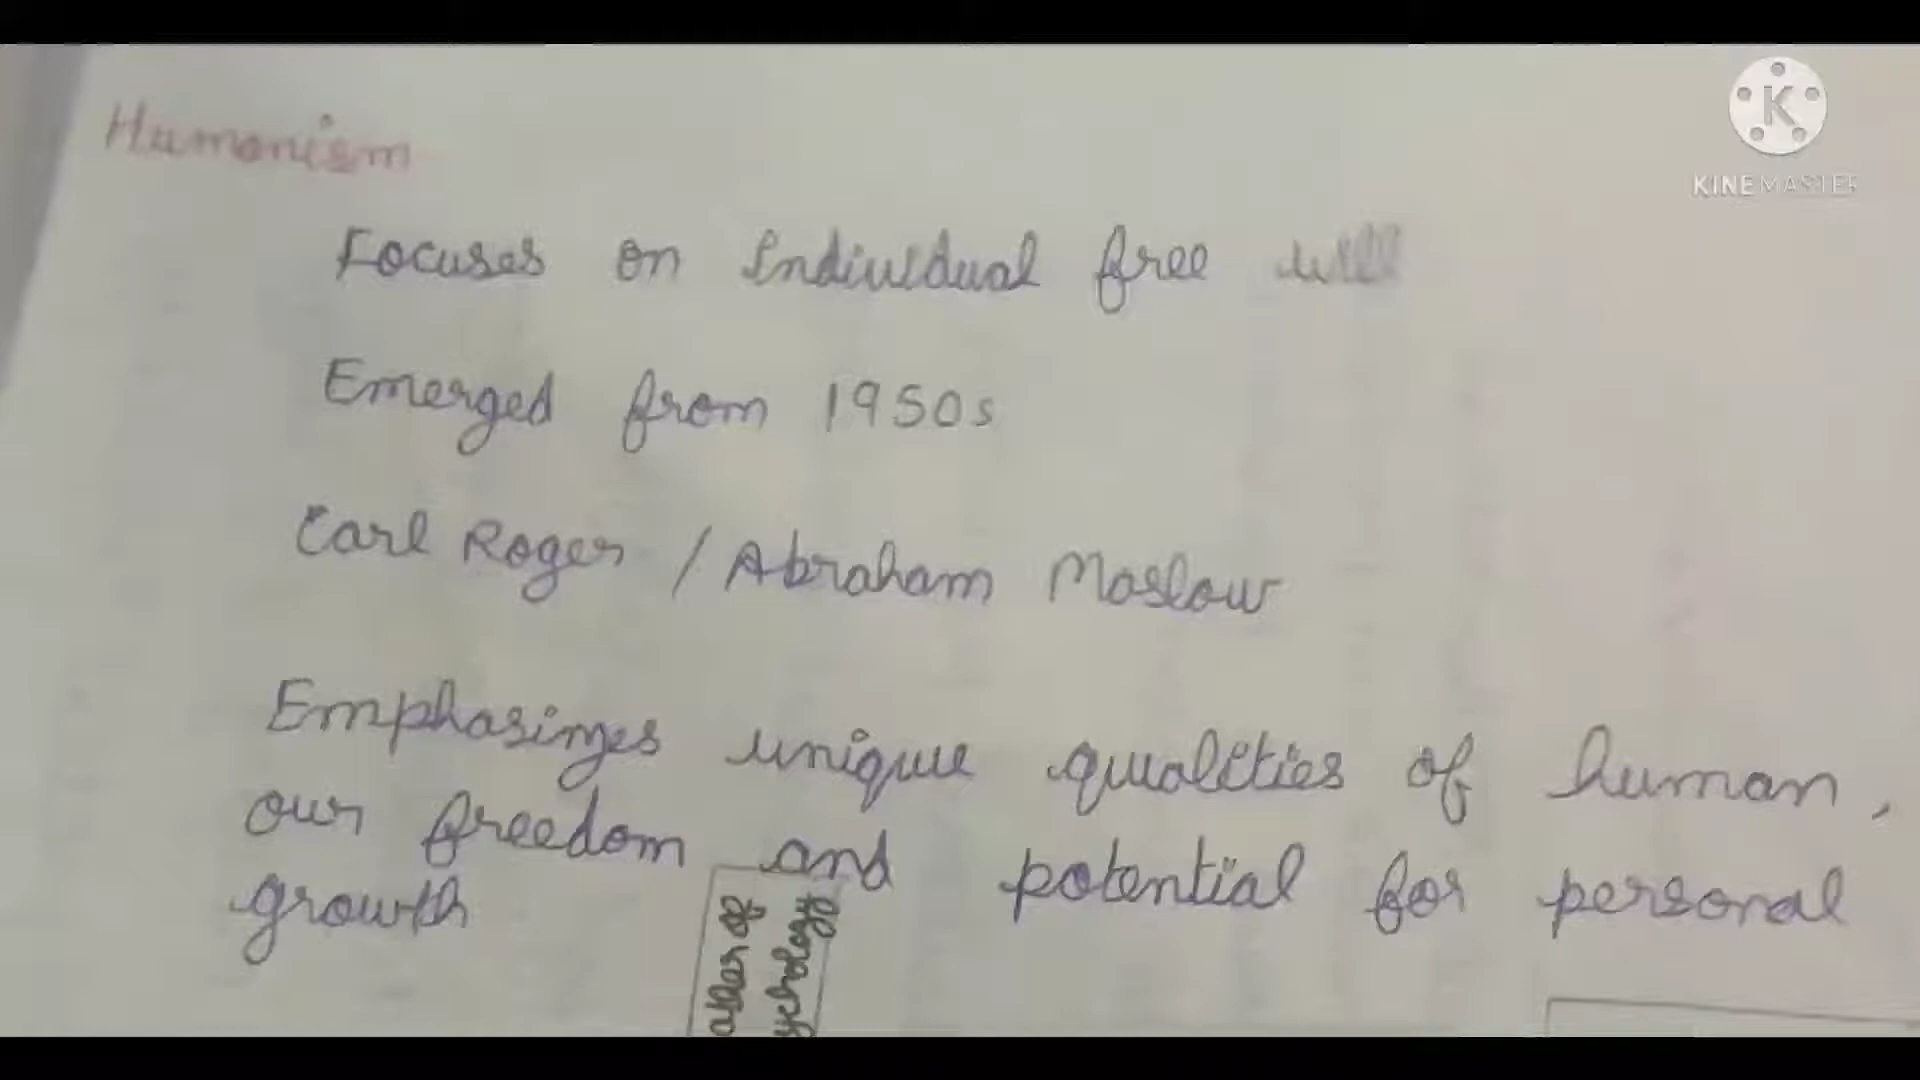 Humanism
KINEMASTER
Focuses on Individual free will
Emerged from 1950s
Carl Roger / Abraham Maslow
Emphasinzes unique qualities of human,
our freedom and potential for personal
growth